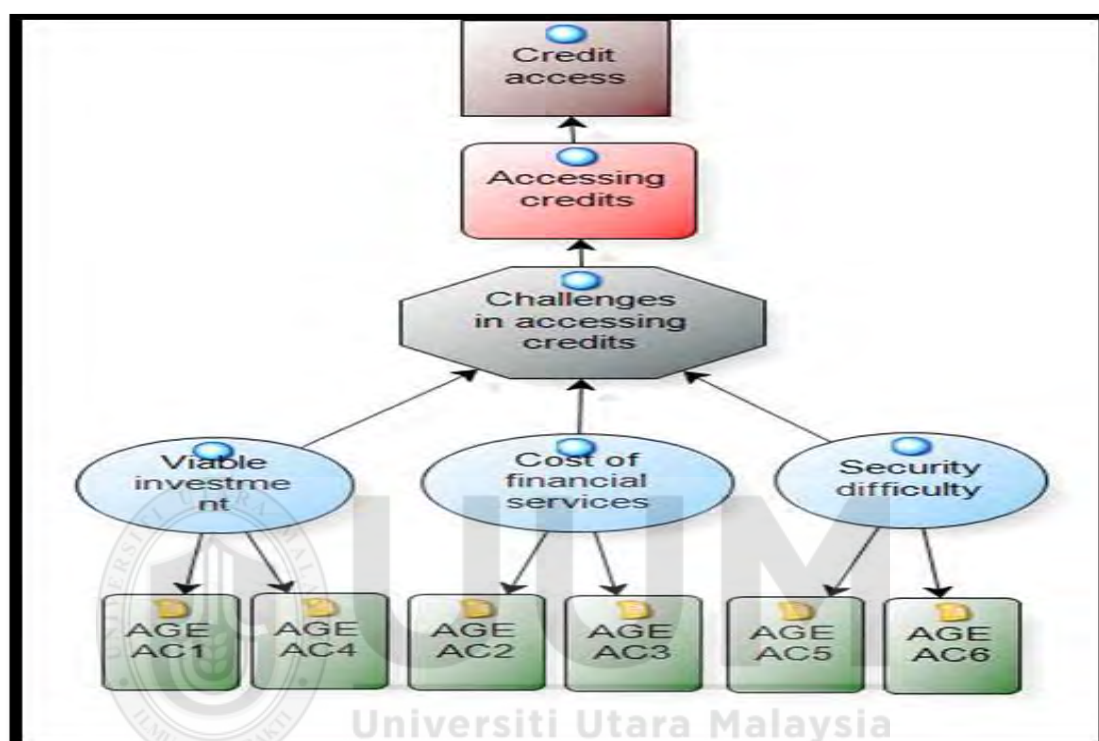 Credit
access
Accessing
credits
Challenges
in accessing
credits
Viable
investme
nt
Cost of
financial
services
Security
difficulty
AGE
AC1
AGE
AC4
AGE
AC2
AGE
AC3
AGE
AC5
AGE
AC6
UUM
Universiti Utara Malaysia